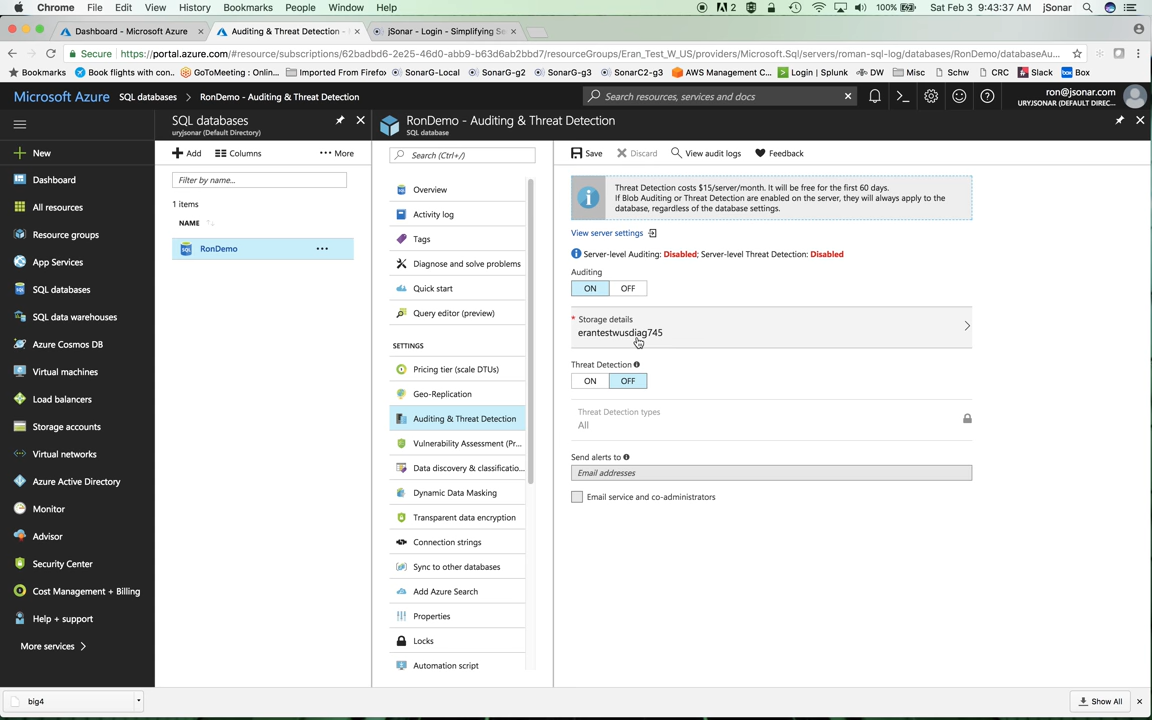 Chrome File Edit View History Bookmarks People Window Help 2 100% Sat Feb 3 9:43:37 AM jSonar
Dashboard - Microsoft Azure × Auditing & Threat Detection - × jSonar - Login - Simplifying Se ×
Secure https://portal.azure.com/#resource/subscriptions/62badbd6-2e25-46d0-abb9-b63d6ab2bbd7/resourceGroups/Eran_Test_W_US/providers/Microsoft.Sql/servers/roman-sql-log/databases/RonDemo/databaseAu...
Bookmarks Book flights with con.. GoToMeeting : Onlin... Imported From Firefox SonarG-Local SonarG-g2 SonarG-g3 SonarC2-g3 AWS Management C... Login | Splunk DW Misc Schw CRC Slack Box
Microsoft Azure SQL databases > RonDemo - Auditing & Threat Detection Search resources, services and docs × ron@jsonar.com
URYJSONAR (DEFAULT DIREC...
New
Dashboard
All resources
Resource groups
App Services
SQL databases
SQL data warehouses
Azure Cosmos DB
Virtual machines
Load balancers
Storage accounts
Virtual networks
Azure Active Directory
Monitor
Advisor
Security Center
Cost Management + Billing
Help + support
More services >
SQL databases
uryjsonar (Default Directory)
Add Columns ••• More
Filter by name...
1 items
NAME
RonDemo •••
RonDemo - Auditing & Threat Detection
SQL database
Search (Ctrl+/)
Overview
Activity log
Tags
Diagnose and solve problems
Quick start
Query editor (preview)
SETTINGS
Pricing tier (scale DTUs)
Geo-Replication
Auditing & Threat Detection
Vulnerability Assessment (Pr...
Data discovery & classificatio...
Dynamic Data Masking
Transparent data encryption
Connection strings
Sync to other databases
Add Azure Search
Properties
Locks
Automation script
Save Discard View audit logs Feedback
Threat Detection costs $15/server/month. It will be free for the first 60 days.
If Blob Auditing or Threat Detection are enabled on the server, they will always apply to the
database, regardless of the database settings.
View server settings
Server-level Auditing: Disabled; Server-level Threat Detection: Disabled
Auditing
ON OFF
* Storage details
erantestwusdiag745
Threat Detection
ON OFF
Threat Detection types
All
Send alerts to
Email addresses
Email service and co-administrators
big4 Show All ×